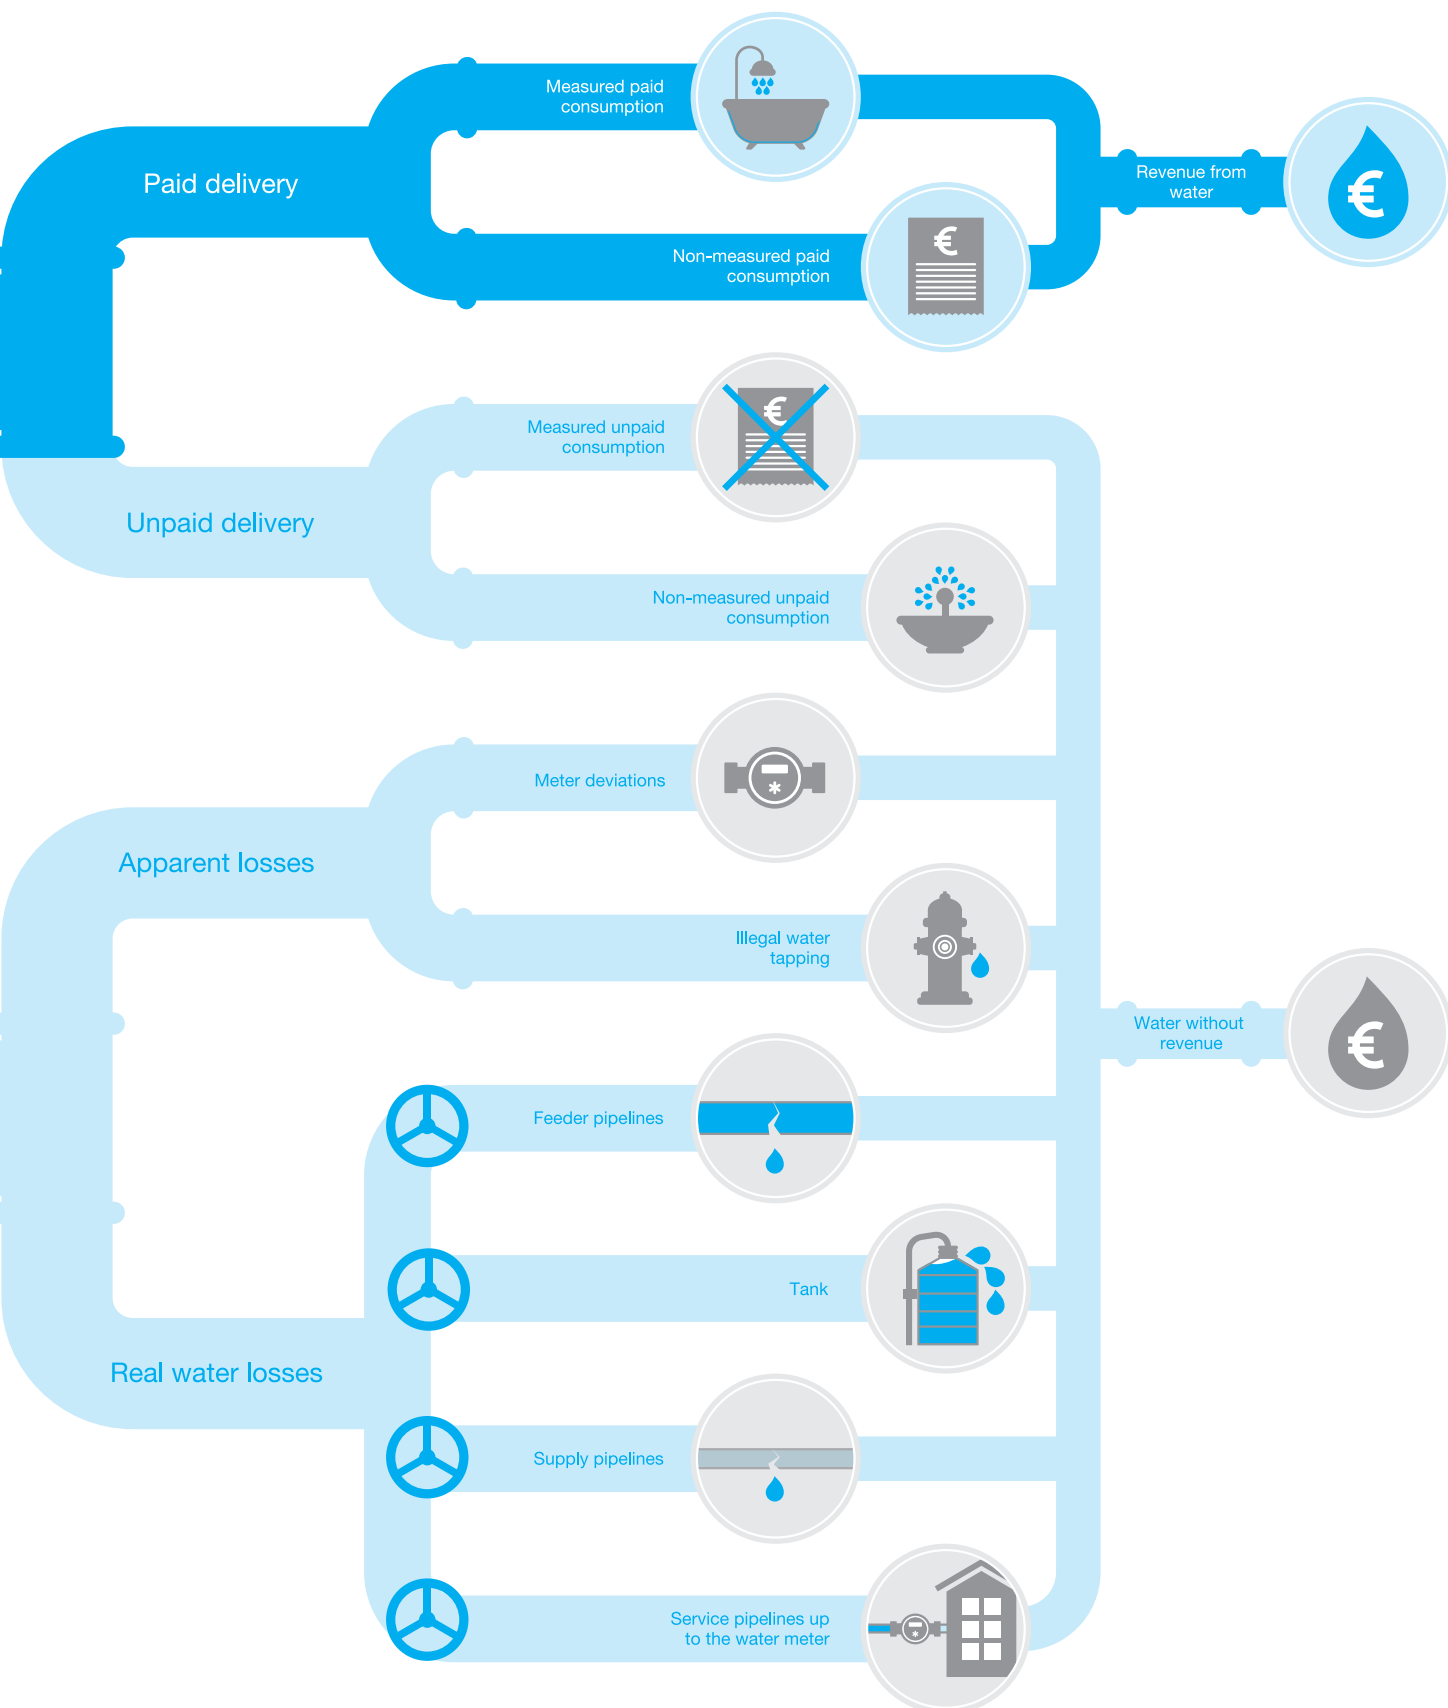 Measured paid
consumption
Paid delivery
Revenue from
water
€
Non-measured paid
consumption
€
Measured unpaid
consumption
€
Unpaid delivery
Non-measured unpaid
consumption
Meter deviations
*
Apparent losses
Illegal water
tapping
Water without
revenue
€
Feeder pipelines
Tank
Real water losses
Supply pipelines
Service pipelines up
to the water meter
*